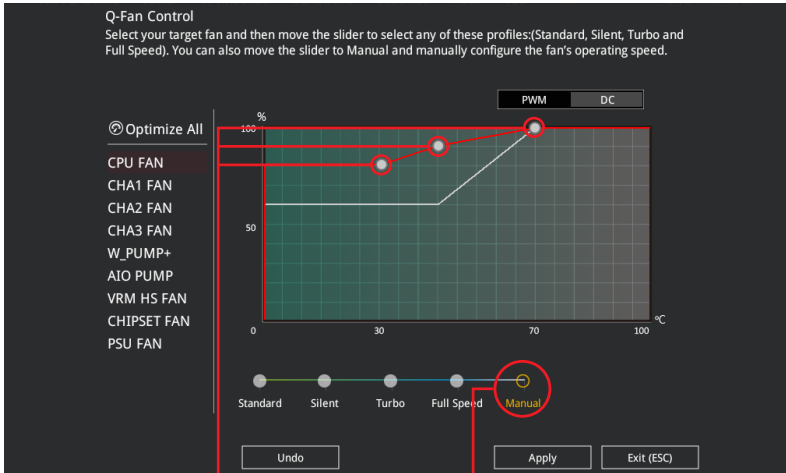 Q-Fan Control
Select your target fan and then move the slider to select any of these profiles:(Standard, Silent, Turbo and
Full Speed). You can also move the slider to Manual and manually configure the fan's operating speed.
PWM
DC
Optimize All
CPU FAN
CHA1 FAN
CHA2 FAN
CHA3 FAN
W_PUMP+
AIO PUMP
VRM HS FAN
CHIPSET FAN
PSU FAN
%
100
50
0
30
70
100
ºC
Standard
Silent
Turbo
Full Speed
Manual
Undo
Apply
Exit (ESC)